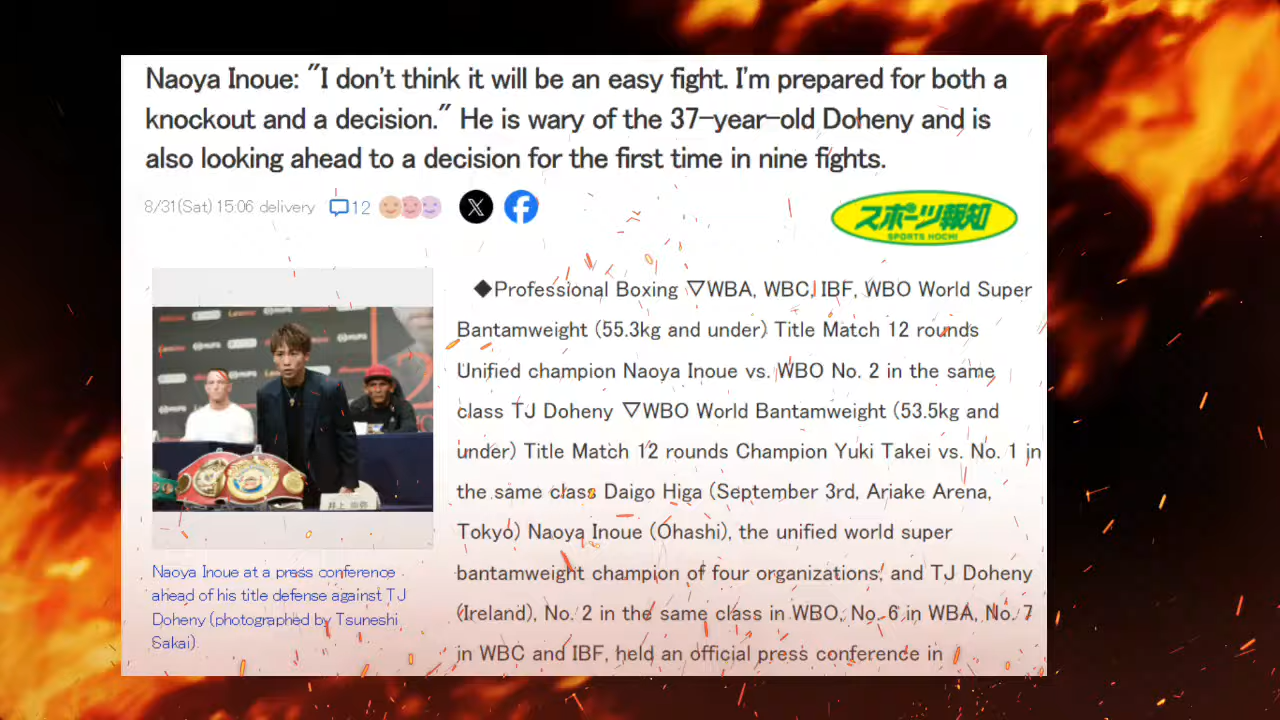 Naoya Inoue: "I don't think it will be an easy fight. I'm prepared for both a
knockout and a decision." He is wary of the 37-year-old Doheny and is
also looking ahead to a decision for the first time in nine fights.
8/31(Sat) 15:06 delivery 12
スポーツ報知
SPORTS HOCHI
◆Professional Boxing ▽WBA, WBC, IBF, WBO World Super
Bantamweight (55.3kg and under) Title Match 12 rounds
Unified champion Naoya Inoue vs. WBO No. 2 in the same
class TJ Doheny ▽WBO World Bantamweight (53.5kg and
under) Title Match 12 rounds Champion Yuki Takei vs. No. 1 in
the same class Daigo Higa (September 3rd, Ariake Arena,
Tokyo) Naoya Inoue (Ohashi), the unified world super
bantamweight champion of four organizations, and TJ Doheny
(Ireland), No. 2 in the same class in WBO, No. 6 in WBA, No. 7
in WBC and IBF, held an official press conference in
井上 尚弥
Naoya Inoue at a press conference
ahead of his title defense against TJ
Doheny (photographed by Tsuneshi
Sakai)